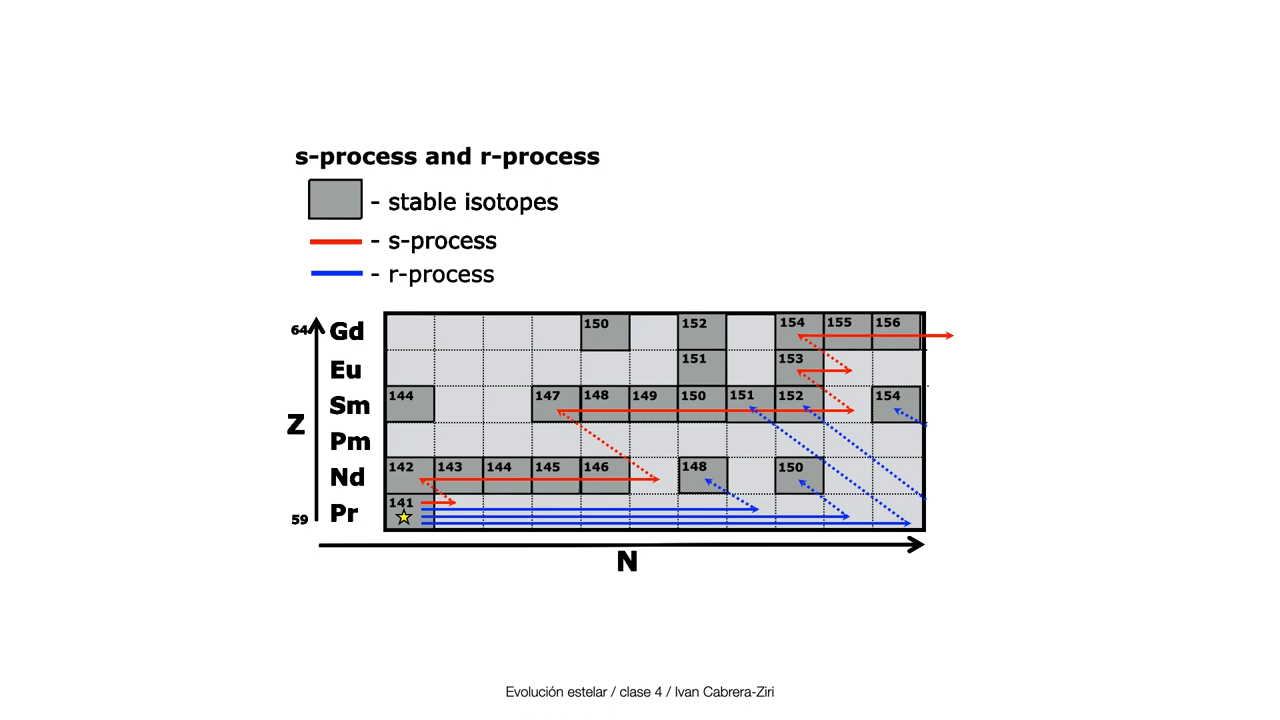 s-process and r-process
- stable isotopes
- s-process
- r-process
64 Gd 150 152 154 155 156
Eu 151 153
Z Sm 144 147 148 149 150 151 152 154
Pm
Nd 142 143 144 145 146 148 150
59 Pr 141
N
Evolución estelar / clase 4 / Ivan Cabrera-Ziri